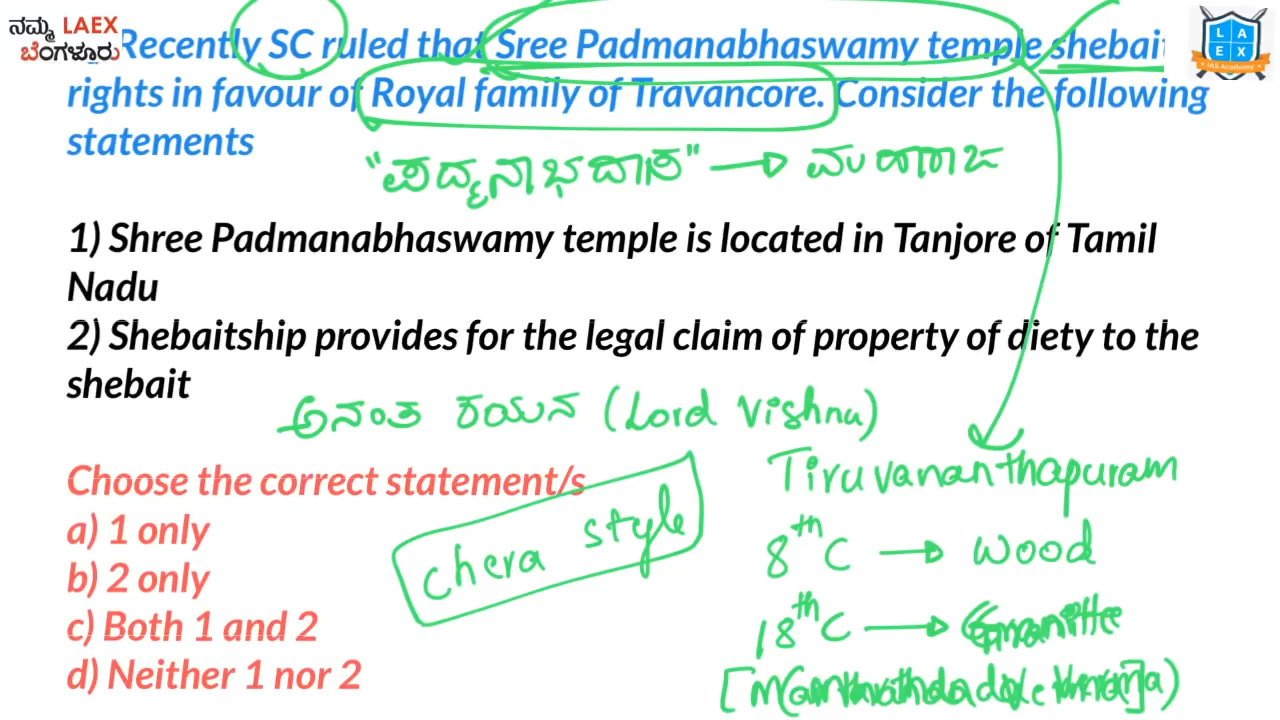 ನಮ್ಮ LAEX
ಬೆಂಗಳೂರು
LAEX
IAS Academy
Recently SC ruled that Sree Padmanabhaswamy temple shebait
rights in favour of Royal family of Travancore. Consider the following
statements
"ಪದ್ಮನಾಭದಾಸ" → ಮಹಾರಾಜ
1) Shree Padmanabhaswamy temple is located in Tanjore of Tamil
Nadu
2) Shebaitship provides for the legal claim of property of diety to the
shebait
ಅನಂತ ಶಯನ (Lord Vishnu)
Choose the correct statement/s
a) 1 only
b) 2 only
c) Both 1 and 2
d) Neither 1 nor 2
chera style
Tiruvananthapuram
8th C → wood
18th C → Granite